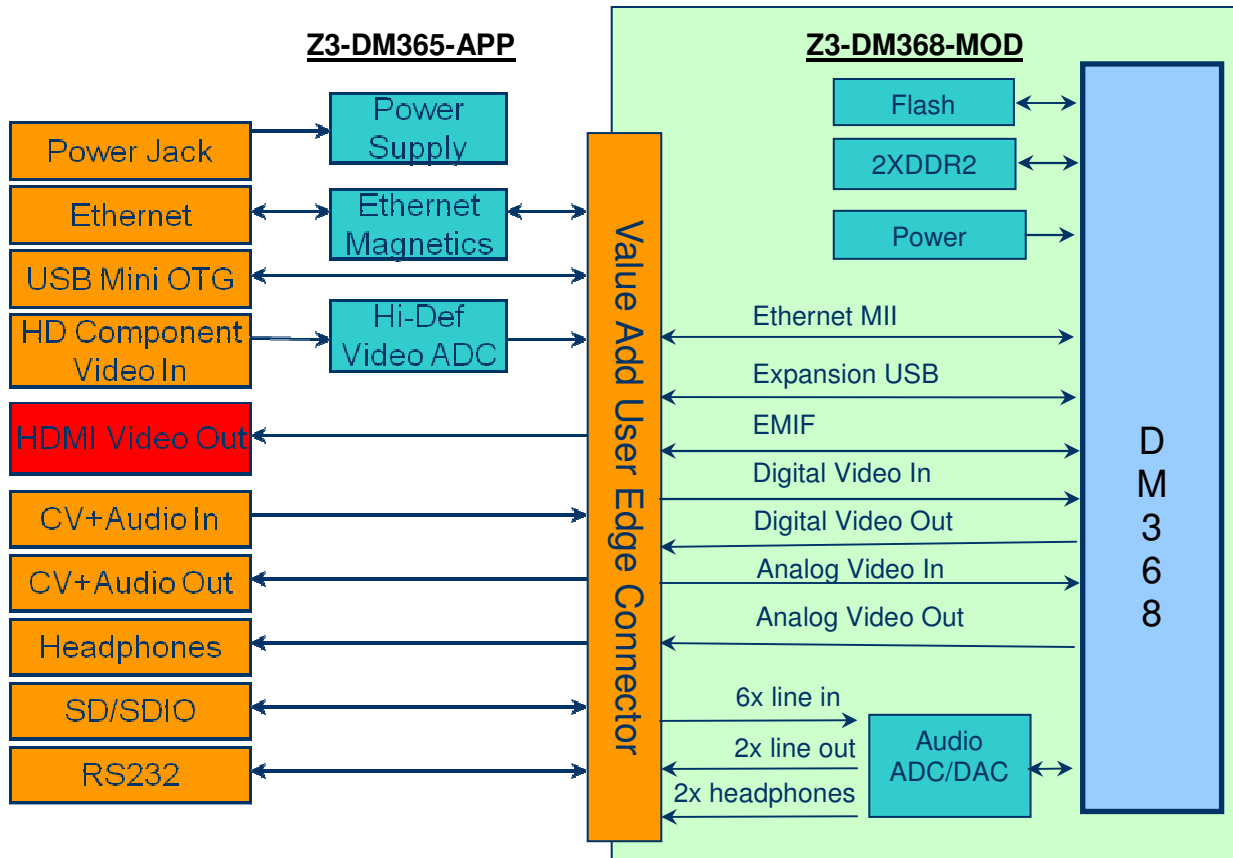 Z3-DM365-APP
Z3-DM368-MOD
Power Jack
Ethernet
USB Mini OTG
HD Component
Video In
HDMI Video Out
CV+Audio In
CV+Audio Out
Headphones
SD/SDIO
RS232
Power
Supply
Ethernet
Magnetics
Hi-Def
Video ADC
Value Add User Edge Connector
Flash
2XDDR2
Power
Ethernet MII
Expansion USB
EMIF
Digital Video In
Digital Video Out
Analog Video In
Analog Video Out
6x line in
2x line out
2x headphones
Audio
ADC/DAC
D
M
3
6
8